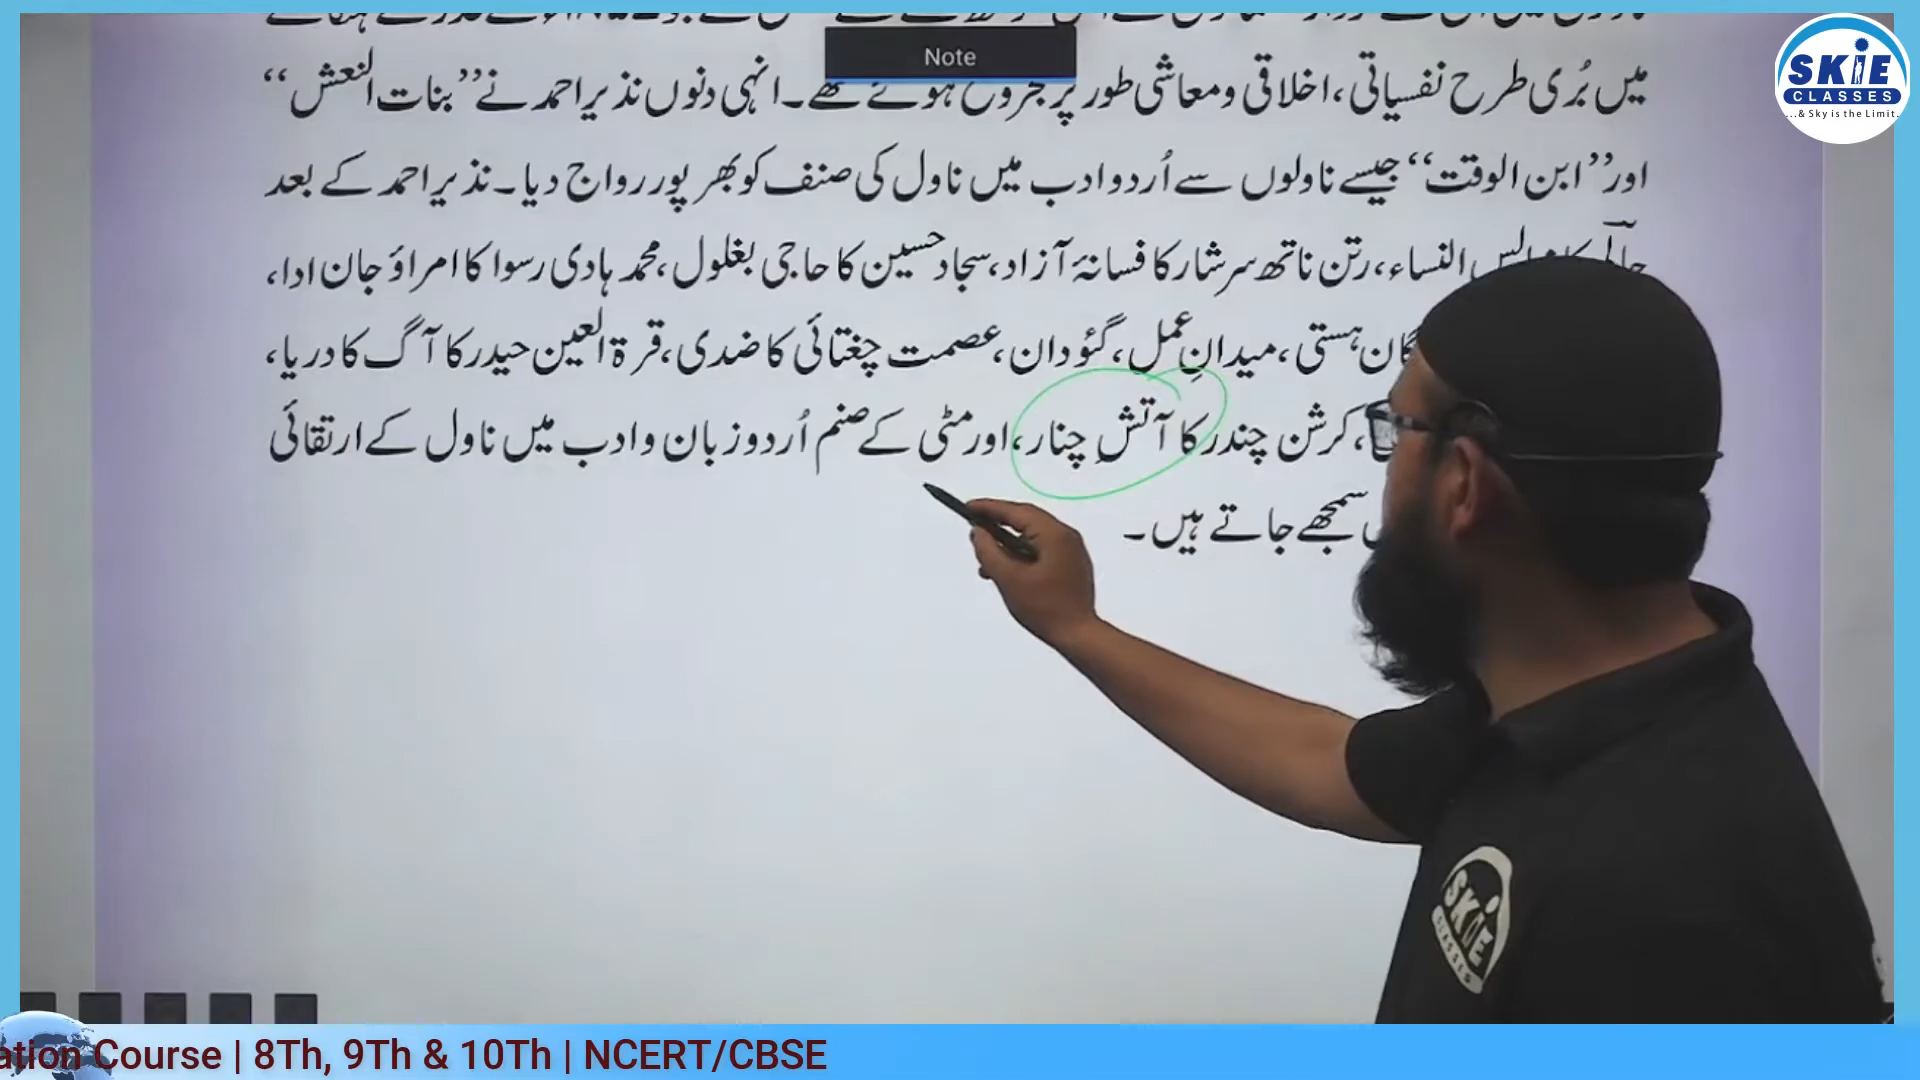 Note
SKiE
CLASSES
...& Sky is the Limit.
میں بُری طرح نفسیاتی، اخلاقی و معاشی طور پر مجروح ہوئے تھے۔ انہی دنوں نذیر احمد نے ”بنات النعش“
اور ”ابن الوقت“ جیسے ناولوں سے اُردو ادب میں ناول کی صنف کو بھر پور رواج دیا۔ نذیر احمد کے بعد
النساء، رتن ناتھ سرشار کا فسانۂ آزاد، سجاد حسین کا حاجی بغلول، محمد ہادی رسوا کا امراؤ جان ادا،
ہستی، میدانِ عمل، گئودان، عصمت چغتائی کا ضدی، قرۃ العین حیدر کا آگ کا دریا،
، کرشن چندر کا آتشِ چنار، اور مٹی کے صنم اُردو زبان و ادب میں ناول کے ارتقائی
سمجھے جاتے ہیں۔
SKiE
CLASSES
ation Course | 8Th, 9Th & 10Th | NCERT/CBSE